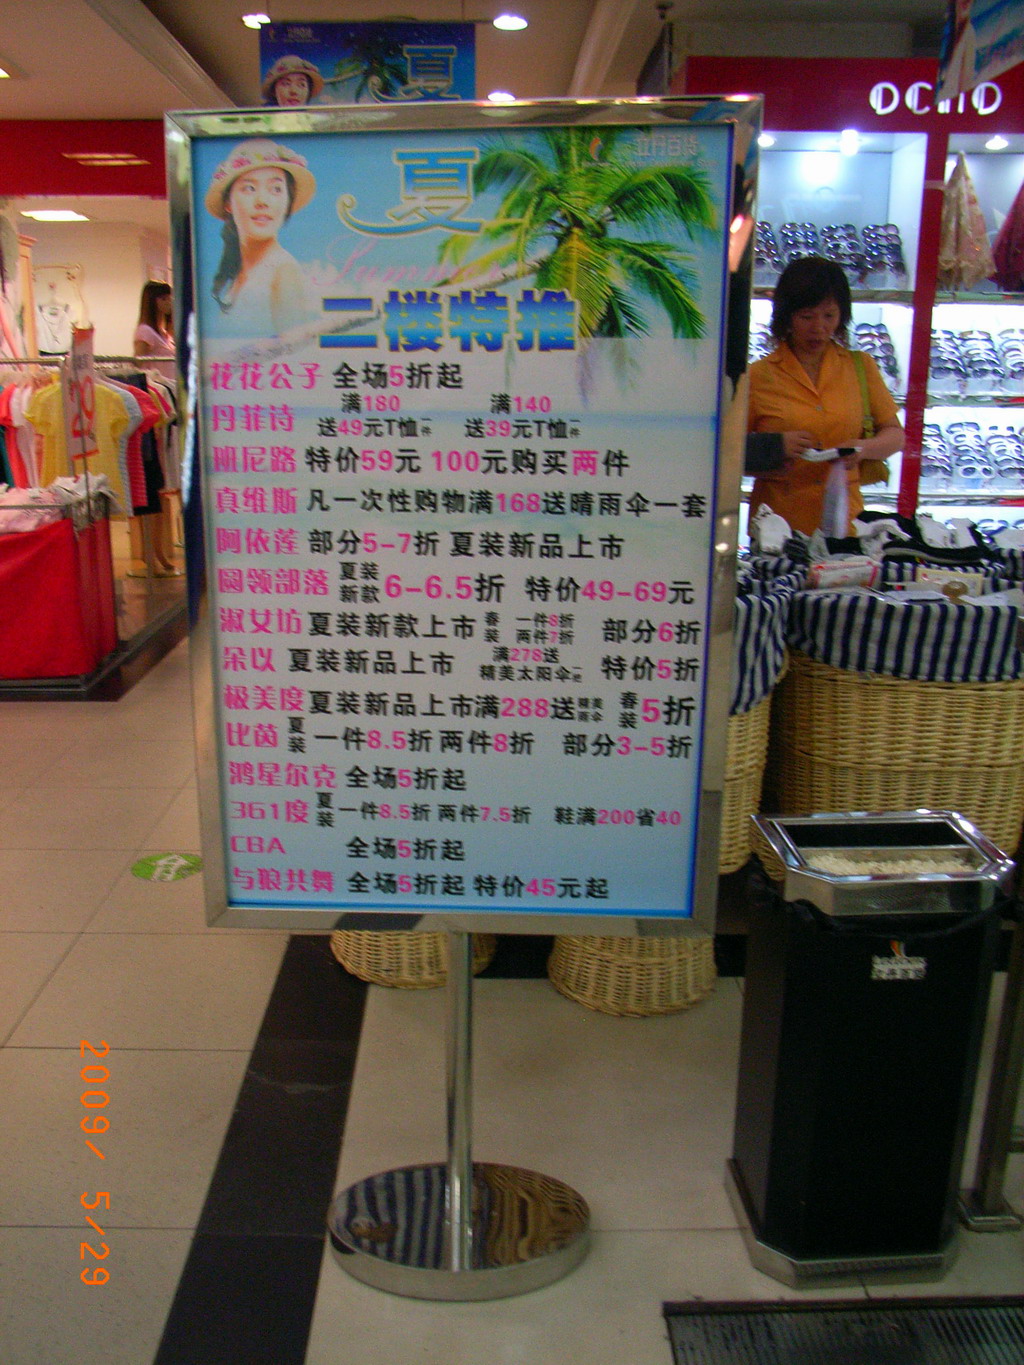 夏
DCMD
立丹百货
夏
Summer
二楼特推
花花公子 全场5折起
丹菲诗 满180送49元T恤一件 满140送39元T恤一件
班尼路 特价59元 100元购买两件
真维斯 凡一次性购物满168送晴雨伞一套
阿依莲 部分5-7折 夏装新品上市
圆领部落 夏装新款 6-6.5折 特价49-69元
淑女坊 夏装新款上市 春装 一件8折 两件7折 部分6折
朵以 夏装新品上市 满278送精美太阳伞一把 特价5折
极美度 夏装新品上市满288送精美雨伞 春装5折
比茵 夏装 一件8.5折 两件8折 部分3-5折
鸿星尔克 全场5折起
361度 夏装 一件8.5折 两件7.5折 鞋满200省40
CBA 全场5折起
与狼共舞 全场5折起 特价45元起
2009/ 5/29